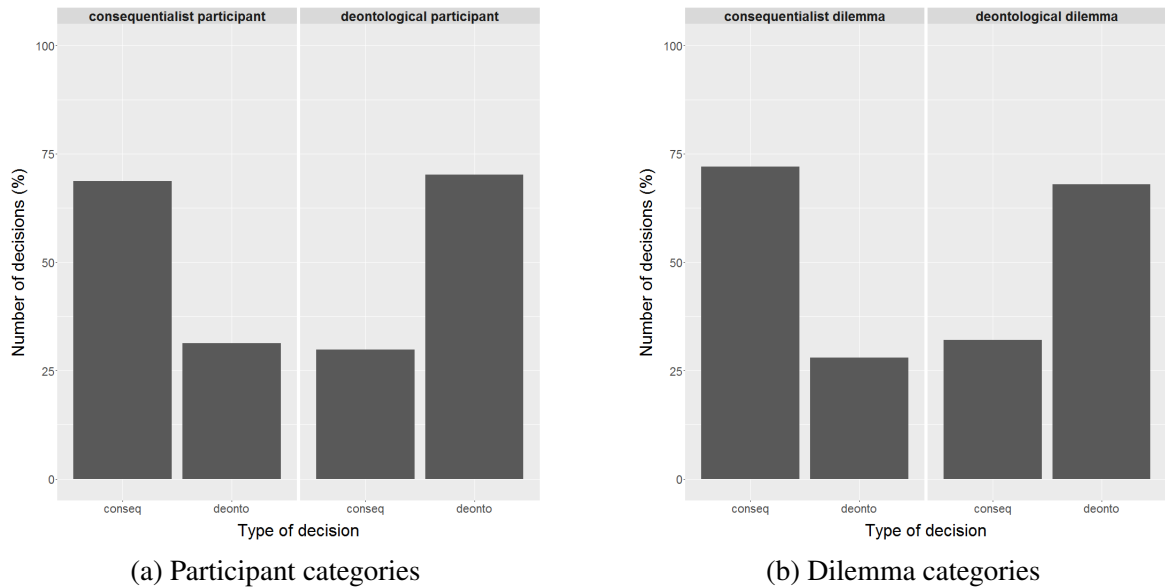 consequentialist participant
deontological participant
100
75
50
25
0
Number of decisions (%)
conseq
deonto
conseq
deonto
Type of decision
(a) Participant categories
consequentialist dilemma
deontological dilemma
100
75
50
25
0
Number of decisions (%)
conseq
deonto
conseq
deonto
Type of decision
(b) Dilemma categories